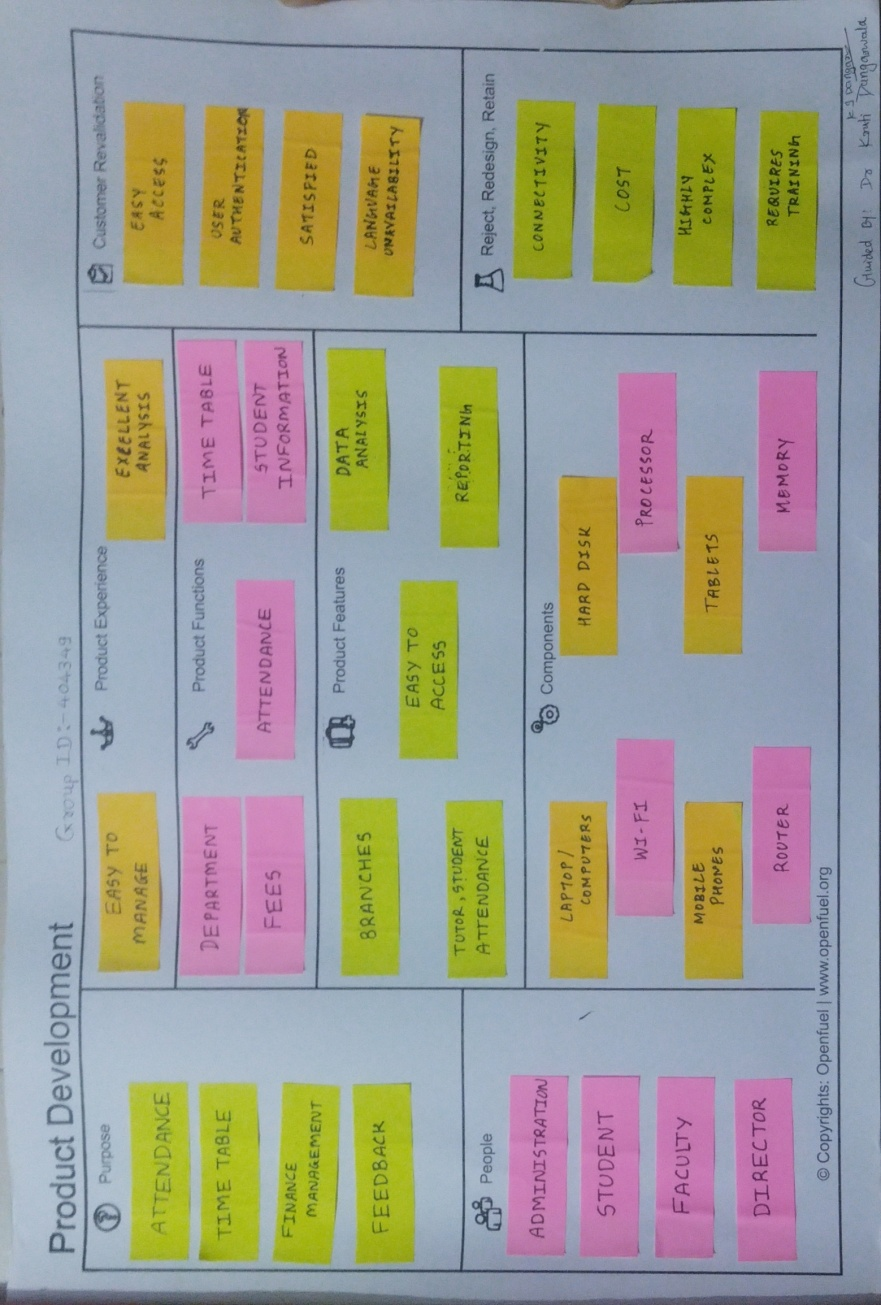 Product Development
Group ID:- 404349
Purpose
ATTENDANCE
TIME TABLE
FINANCE
MANAGEMENT
FEEDBACK
People
ADMINISTRATION
STUDENT
FACULTY
DIRECTOR
Product Experience
EASY TO
MANAGE
EXCELLENT
ANALYSIS
Product Functions
DEPARTMENT
FEES
ATTENDANCE
TIME TABLE
STUDENT
INFORMATION
Product Features
BRANCHES
TUTOR, STUDENT
ATTENDANCE
EASY TO
ACCESS
DATA
ANALYSIS
REPORTING
Components
LAPTOP/
COMPUTERS
WI-FI
MOBILE
PHONES
ROUTER
HARD DISK
PROCESSOR
TABLETS
MEMORY
Customer Revalidation
EASY
ACCESS
USER
AUTHENTICATION
SATISFIED
LANGUAGE
UNAVAILABILITY
Reject, Redesign, Retain
CONNECTIVITY
COST
HIGHLY
COMPLEX
REQUIRES
TRAINING
© Copyrights: Openfuel | www.openfuel.org
Guided By: Dr Kruti Dangarwala